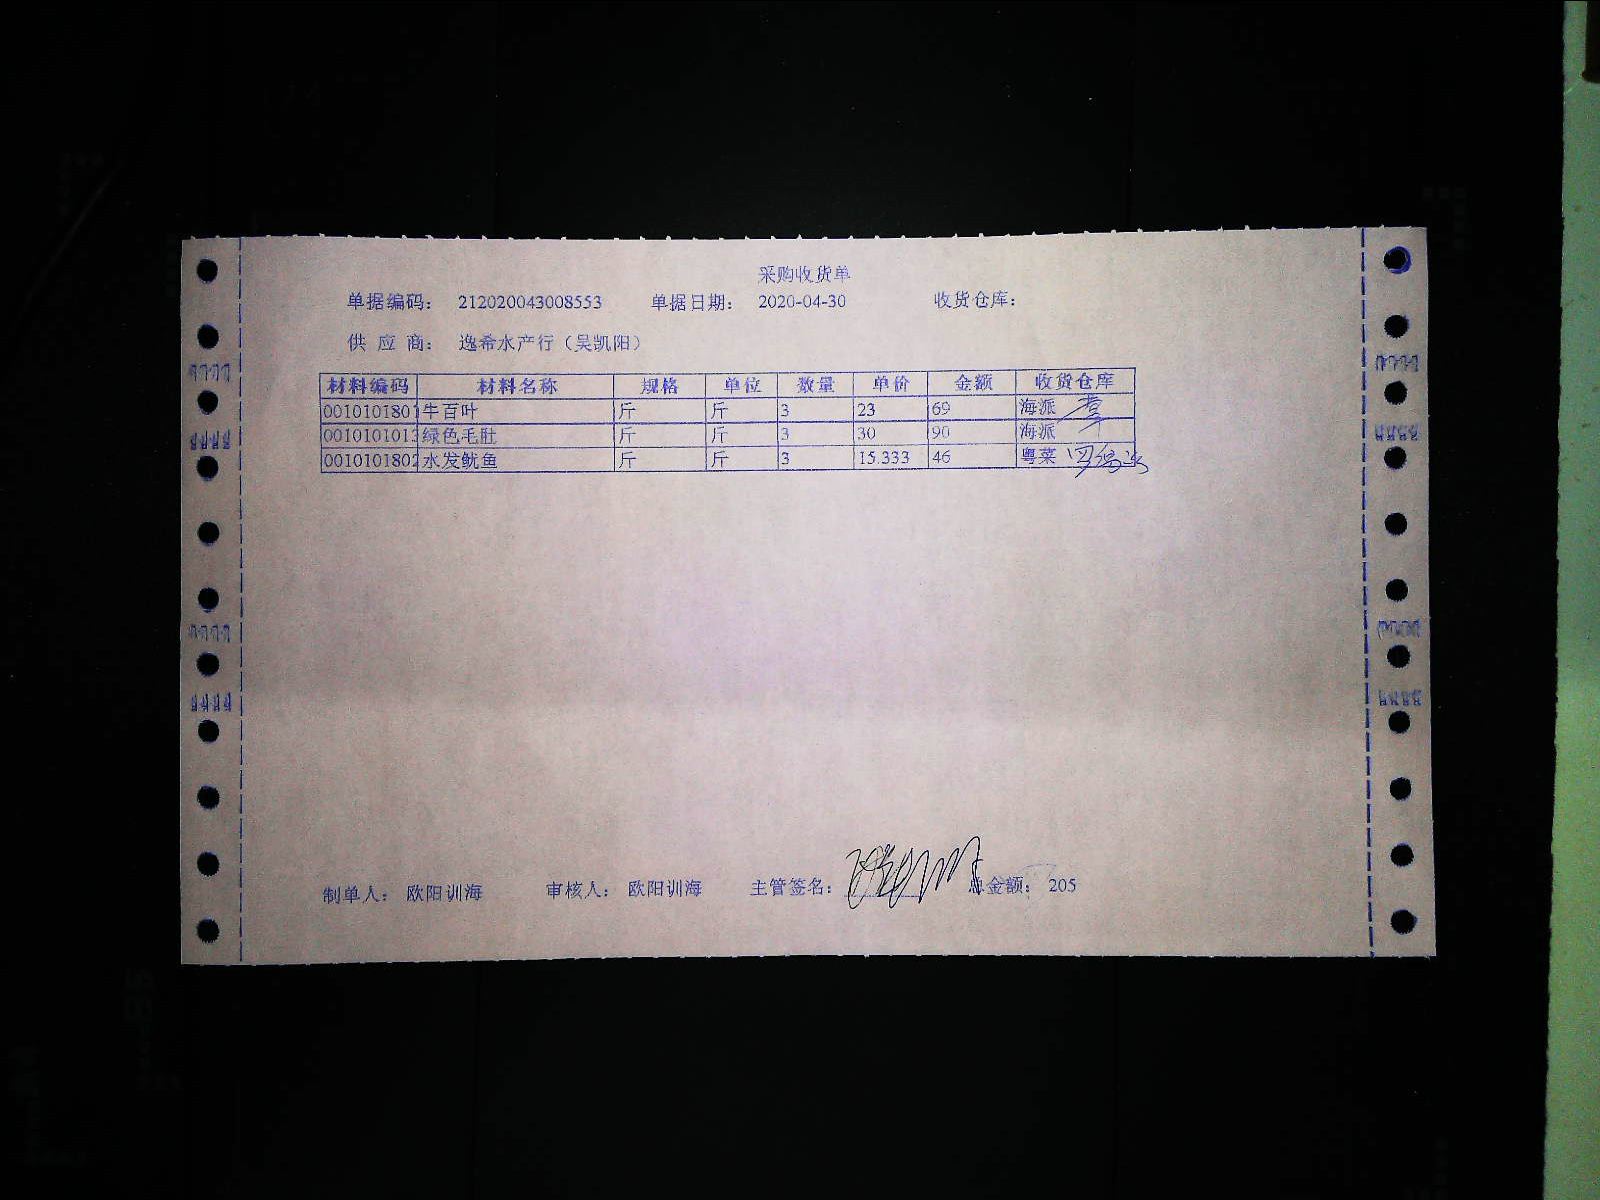 采购收货单
单据编码： 212020043008553 单据日期： 2020-04-30 收货仓库：
供 应 商： 逸希水产行（吴凯阳）
材料编码 材料名称 规格 单位 数量 单价 金额 收货仓库
0010101801 牛百叶 斤 斤 3 23 69 海派
0010101013 绿色毛肚 斤 斤 3 30 90 海派
0010101802 水发鱿鱼 斤 斤 3 15.333 46 粤菜
制单人： 欧阳训海 审核人： 欧阳训海 主管签名： 总金额： 205